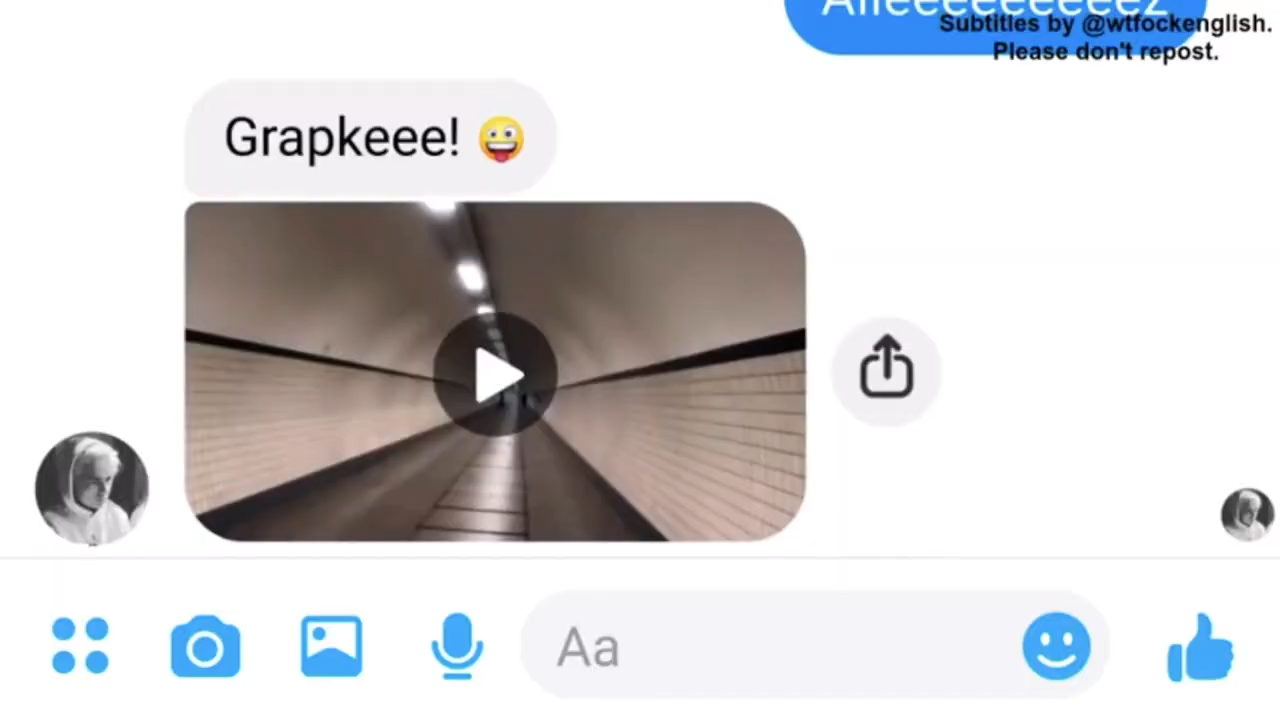 Subtitles by @wtfockenglish.
Please don't repost.
Grapkeee! 🤪
Aa